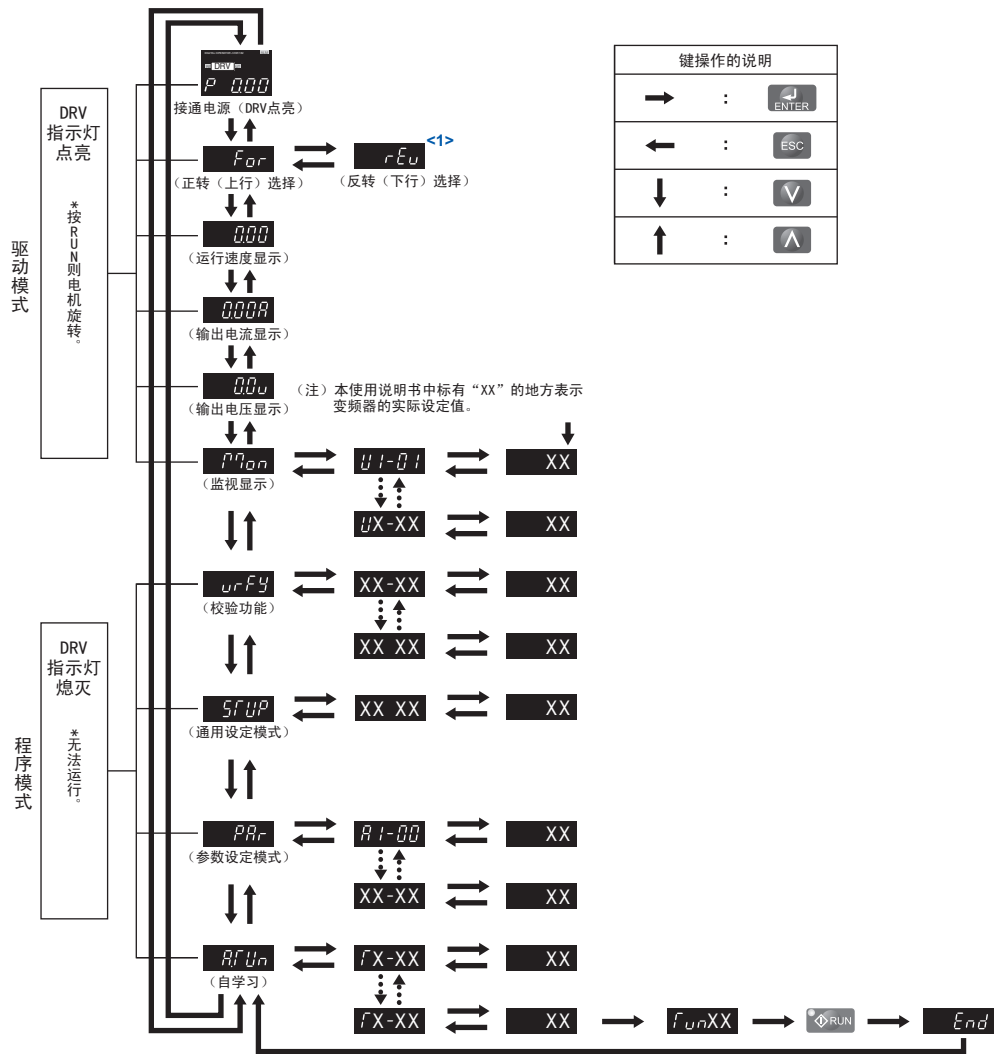 DRV
P 0.00
接通电源（DRV点亮）
键操作的说明
→ : ENTER
← : ESC
↓ : ∨
↑ : ∧
驱动模式
DRV
指示灯
点亮
*按RUN则电机旋转。
For
rEv
<1>
（正转（上行）选择）
（反转（下行）选择）
0.00
（运行速度显示）
0.00A
（输出电流显示）
0.0v
（输出电压显示）
（注）本使用说明书中标有“XX”的地方表示
变频器的实际设定值。
Mon
U1-01
XX
（监视显示）
UX-XX
XX
程序模式
DRV
指示灯
熄灭
*无法运行。
vrFY
XX-XX
XX
（校验功能）
XX XX
XX
STUP
XX XX
XX
（通用设定模式）
PAr
A1-00
XX
（参数设定模式）
XX-XX
XX
A.TUn
TX-XX
XX
（自学习）
TX-XX
XX
TunXX
RUN
End